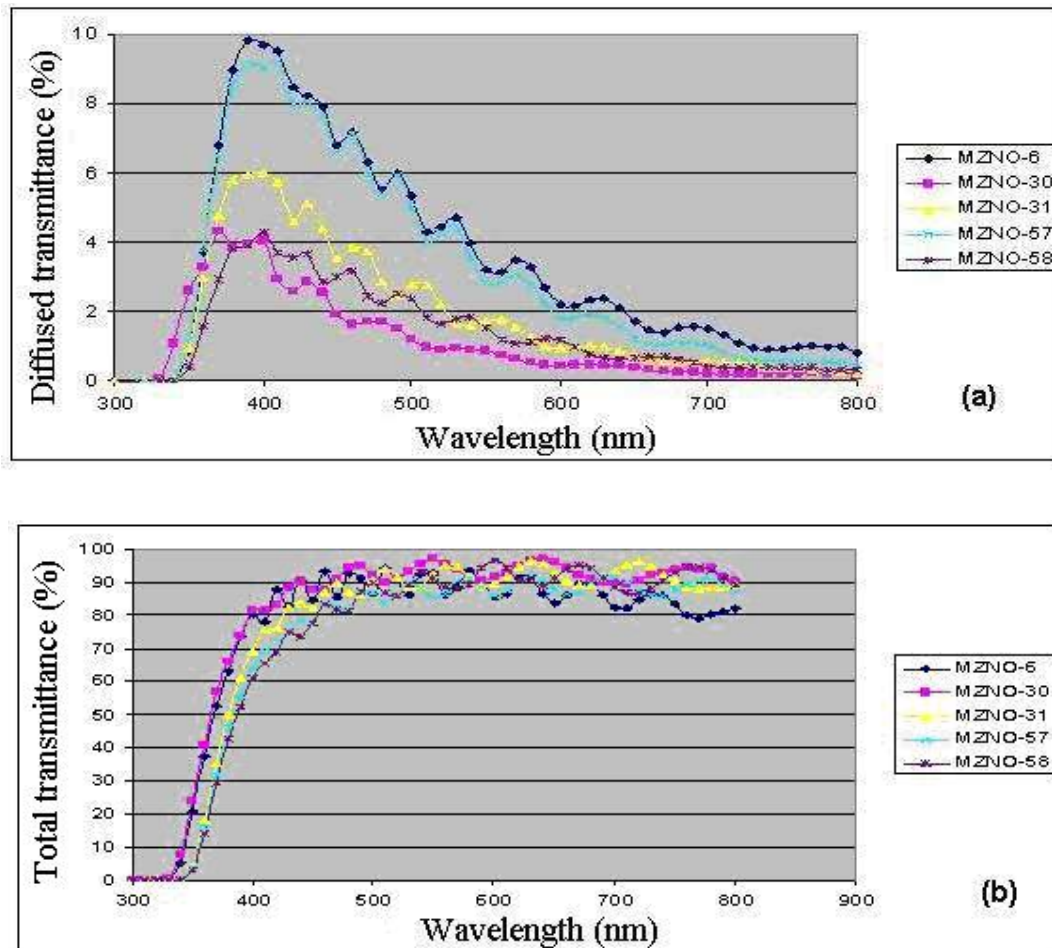 Diffused transmittance (%)
10
8
6
4
2
0
300 400 500 600 700 800
Wavelength (nm)
(a)
MZNO-6
MZNO-30
MZNO-31
MZNO-57
MZNO-58
Total transmittance (%)
100
90
80
70
60
50
40
30
20
10
0
300 400 500 600 700 800 900
Wavelength (nm)
(b)
MZNO-6
MZNO-30
MZNO-31
MZNO-57
MZNO-58